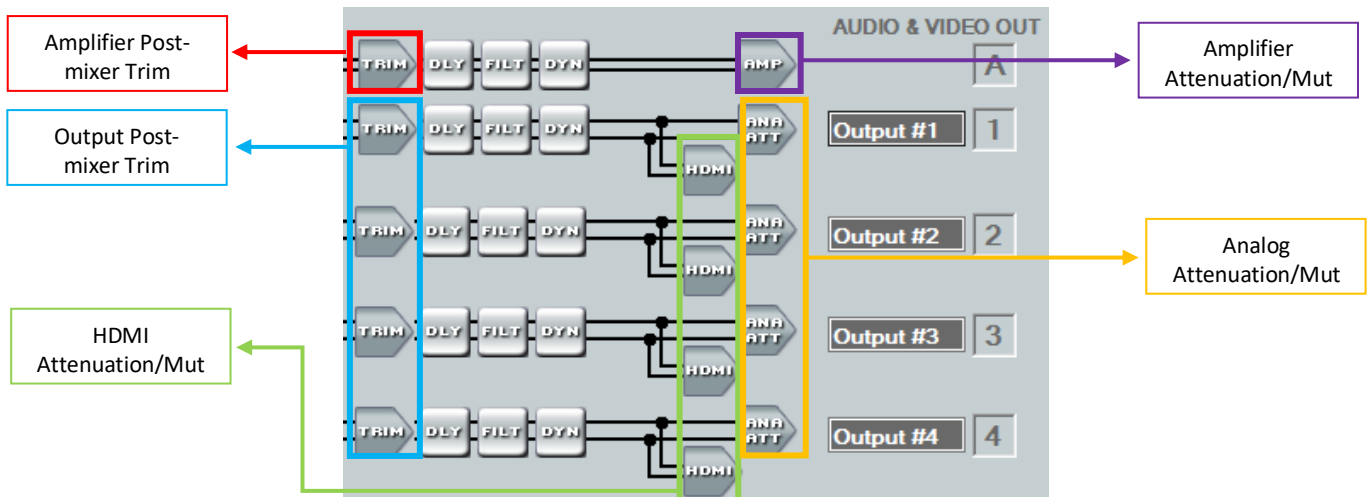 AUDIO & VIDEO OUT
Amplifier Post-
mixer Trim
TRIM DLY FILT DYN AMP A
Amplifier
Attenuation/Mut
Output Post-
mixer Trim
TRIM DLY FILT DYN ANA ATT Output #1 1
HDMI
TRIM DLY FILT DYN ANA ATT Output #2 2
HDMI
Analog
Attenuation/Mut
HDMI
Attenuation/Mut
TRIM DLY FILT DYN ANA ATT Output #3 3
HDMI
TRIM DLY FILT DYN ANA ATT Output #4 4
HDMI